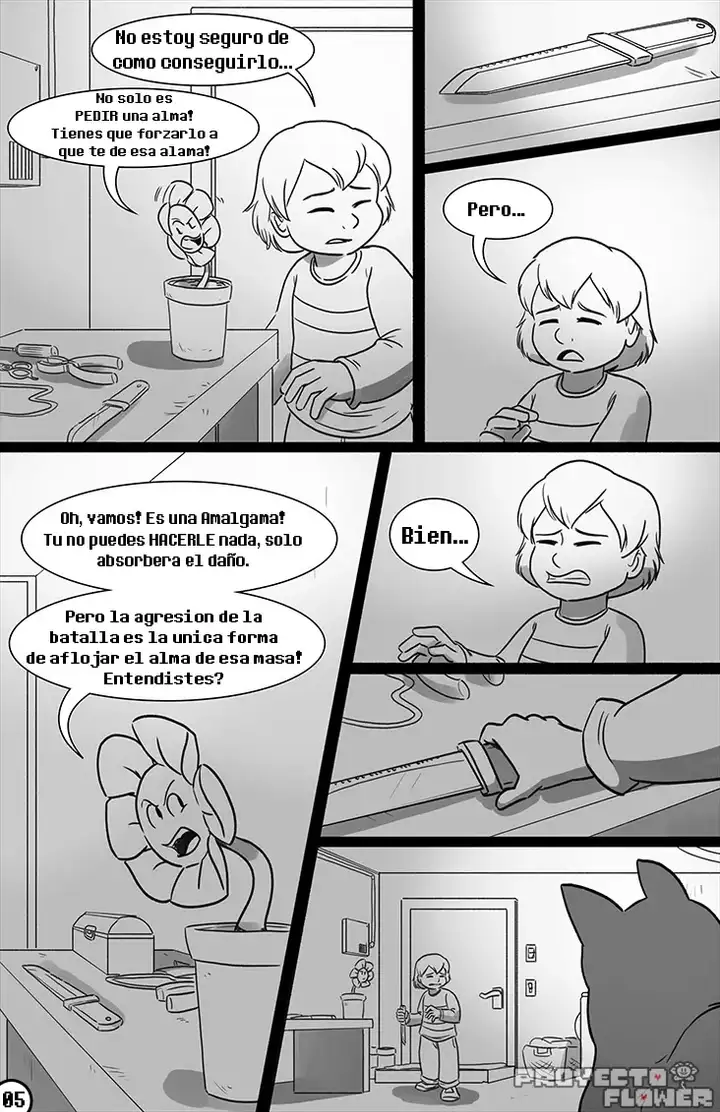 No estoy seguro de
como conseguirlo...
No solo es
PEDIR una alma!
Tienes que forzarlo a
que te de esa alama!
Pero...
Oh, vamos! Es una Amalgama!
Tu no puedes HACERLE nada, solo
absorbera el daño.
Pero la agresion de la
batalla es la unica forma
de aflojar el alma de esa masa!
Entendistes?
Bien...
05
PROYECTO
FLOWER